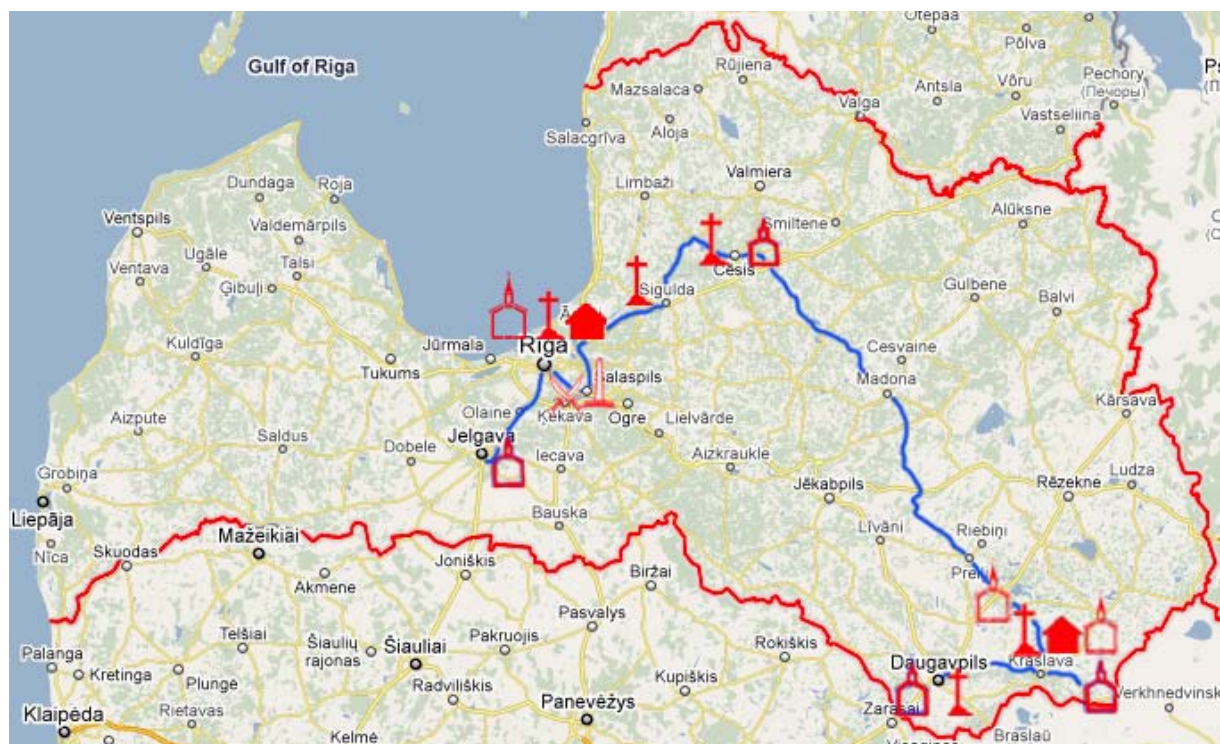 Otepaa
Põlva
Gulf of Riga
Rūjiena
Võru
Pechory
(Печоры)
Mazsalaca
Antsla
Valga
Vastseliina
Salacgrīva
Aloja
Dundaga
Roja
Limbaži
Valmiera
Ventspils
Valdemārpils
Smiltene
Alūksne
Ugāle
Talsi
Cēsis
Ventava
Ģibuļi
Sigulda
Gulbene
Balvi
Kuldīga
Jūrmala
Rīga
Tukums
Cesvaine
Salaspils
Madona
Aizpute
Olaine
Ķekava
Ogre
Lielvārde
Kārsava
Saldus
Dobele
Jelgava
Iecava
Aizkraukle
Ludza
Grobiņa
Jēkabpils
Rēzekne
Liepāja
Bauska
Līvāni
Riebiņi
Nīca
Skuodas
Mažeikiai
Joniškis
Biržai
Akmene
Pasvalys
Telšiai
Šiaulių
rajonas
Šiauliai
Pakruojis
Rokiškis
Daugavpils
Krāslava
Palanga
Kretinga
Plungė
Radviliškis
Kupiškis
Verkhnedvinsk
Klaipėda
Rietavas
Panevėžys
Zarasai
Kelmė
Braslaŭ